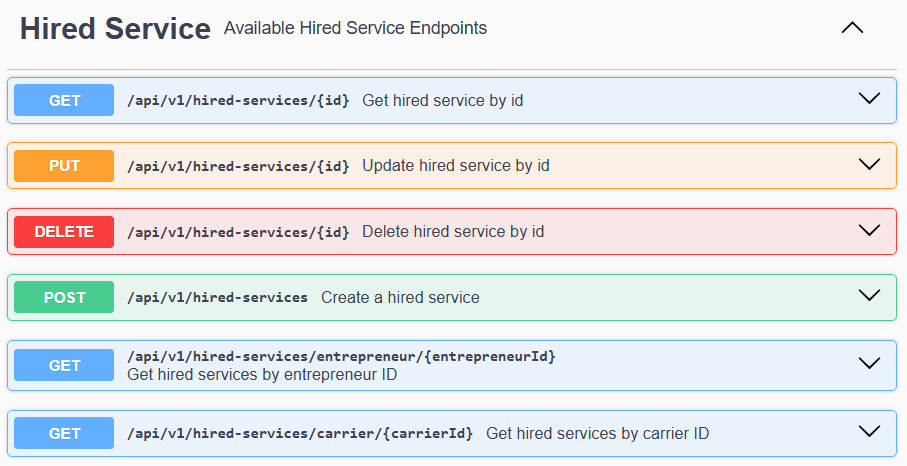 Hired Service Available Hired Service Endpoints
GET /api/v1/hired-services/{id} Get hired service by id
PUT /api/v1/hired-services/{id} Update hired service by id
DELETE /api/v1/hired-services/{id} Delete hired service by id
POST /api/v1/hired-services Create a hired service
GET /api/v1/hired-services/entrepreneur/{entrepreneurId}
Get hired services by entrepreneur ID
GET /api/v1/hired-services/carrier/{carrierId} Get hired services by carrier ID